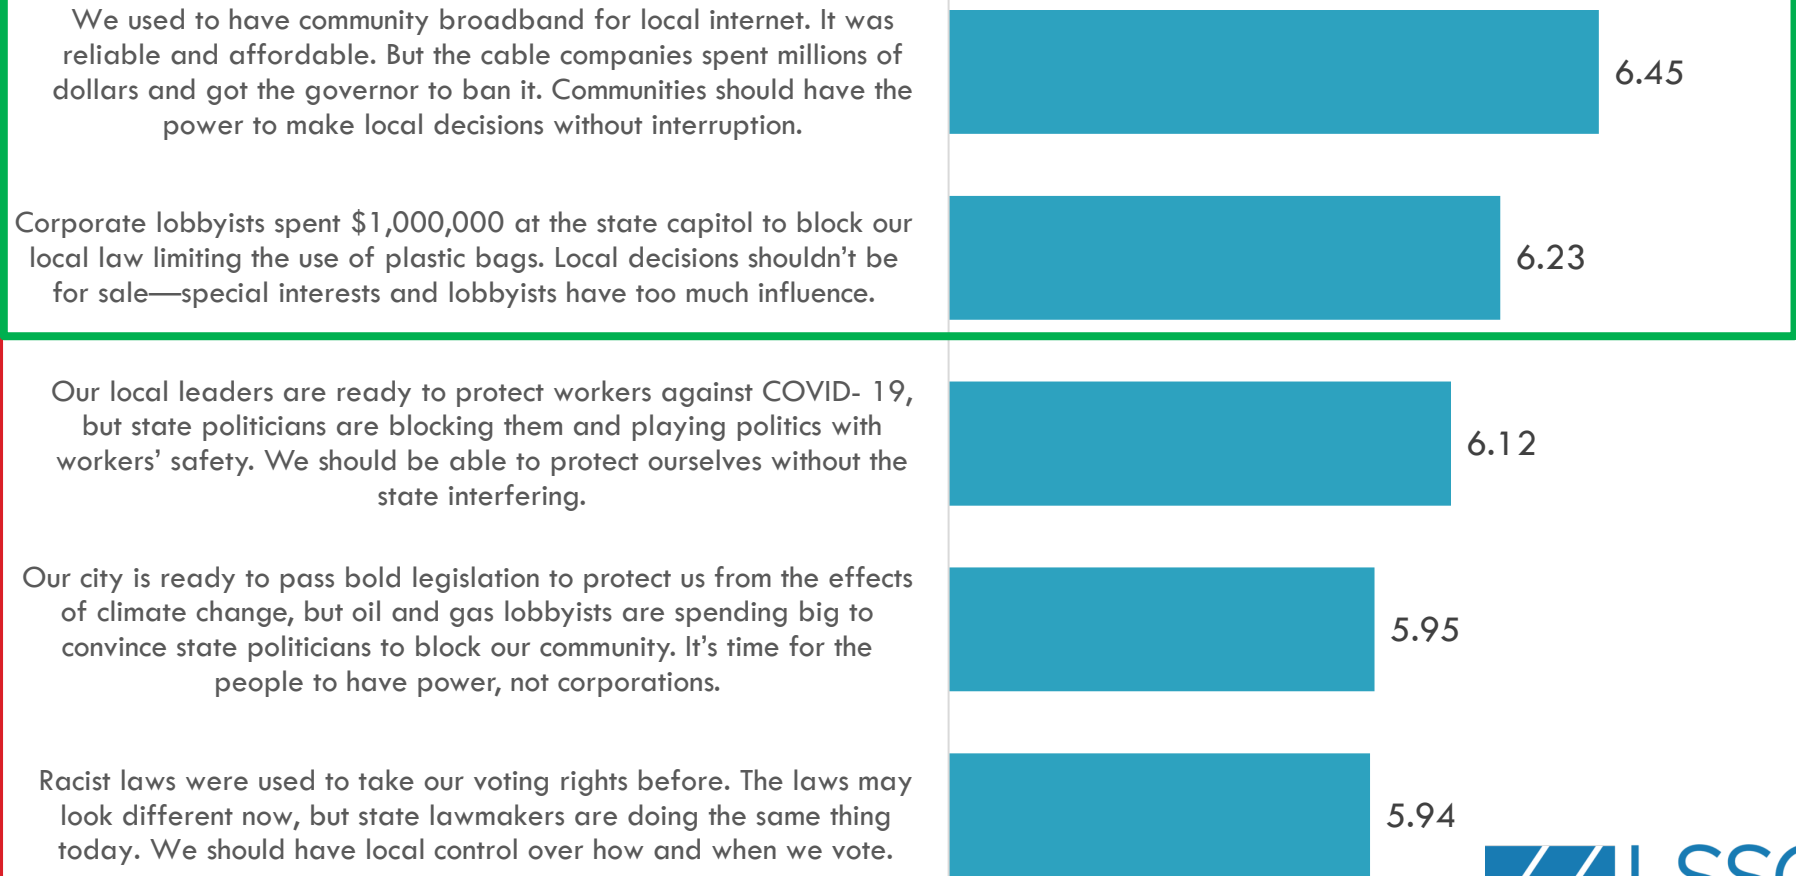 We used to have community broadband for local internet. It was
reliable and affordable. But the cable companies spent millions of
dollars and got the governor to ban it. Communities should have the
power to make local decisions without interruption.
6.45
Corporate lobbyists spent $1,000,000 at the state capitol to block our
local law limiting the use of plastic bags. Local decisions shouldn’t be
for sale—special interests and lobbyists have too much influence.
6.23
Our local leaders are ready to protect workers against COVID- 19,
but state politicians are blocking them and playing politics with
workers’ safety. We should be able to protect ourselves without the
state interfering.
6.12
Our city is ready to pass bold legislation to protect us from the effects
of climate change, but oil and gas lobbyists are spending big to
convince state politicians to block our community. It’s time for the
people to have power, not corporations.
5.95
Racist laws were used to take our voting rights before. The laws may
look different now, but state lawmakers are doing the same thing
today. We should have local control over how and when we vote.
5.94